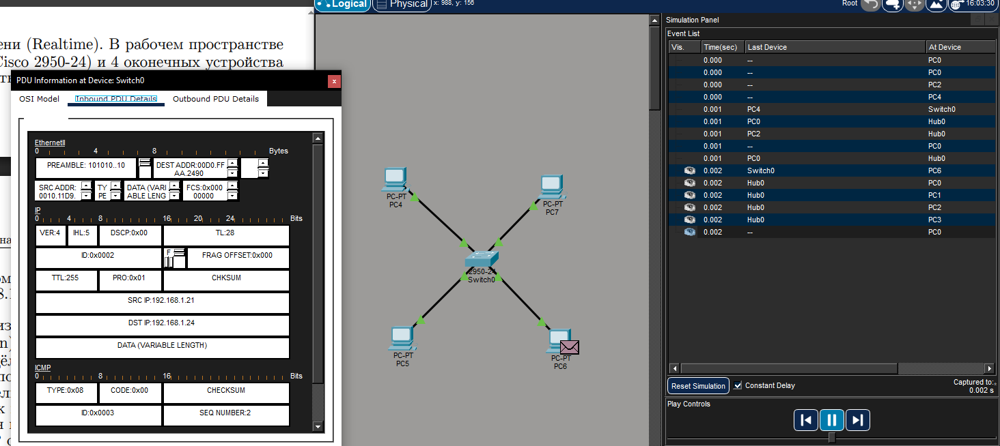 Logical
Physical
x: 988, y: 156
Root
16:03:30
ени (Realtime). В рабочем пространстве
Cisco 2950-24) и 4 оконечных устройства
PDU Information at Device: Switch0
x
OSI Model
Inbound PDU Details
Outbound PDU Details
EthernetII
0 4 8 Bytes
PREAMBLE: 101010..10
DEST ADDR:00D0.FF
AA.2490
SRC ADDR:
0010.11D9.
TY
PE
DATA (VARI
ABLE LENG
FCS:0x000
00000
IP
0 4 8 16 20 24 Bits
VER:4
IHL:5
DSCP:0x00
TL:28
ID:0x0002
F
FRAG OFFSET:0x000
TTL:255
PRO:0x01
CHKSUM
SRC IP:192.168.1.21
DST IP:192.168.1.24
DATA (VARIABLE LENGTH)
ICMP
0 8 16 Bits
TYPE:0x08
CODE:0x00
CHECKSUM
ID:0x0003
SEQ NUMBER:2
PC-PT
PC4
PC-PT
PC7
2950-24
Switch0
PC-PT
PC5
PC-PT
PC6
Simulation Panel
Event List
Vis. Time(sec) Last Device At Device
0.000 -- PC0
0.000 -- PC0
0.000 -- PC2
0.000 -- PC4
0.001 PC4 Switch0
0.001 PC0 Hub0
0.001 PC2 Hub0
0.001 -- PC0
0.001 PC0 Hub0
0.002 Switch0 PC6
0.002 Hub0 PC0
0.002 Hub0 PC1
0.002 Hub0 PC2
0.002 Hub0 PC3
0.002 -- PC0
Reset Simulation
Constant Delay
Captured to:
0.002 s
Play Controls